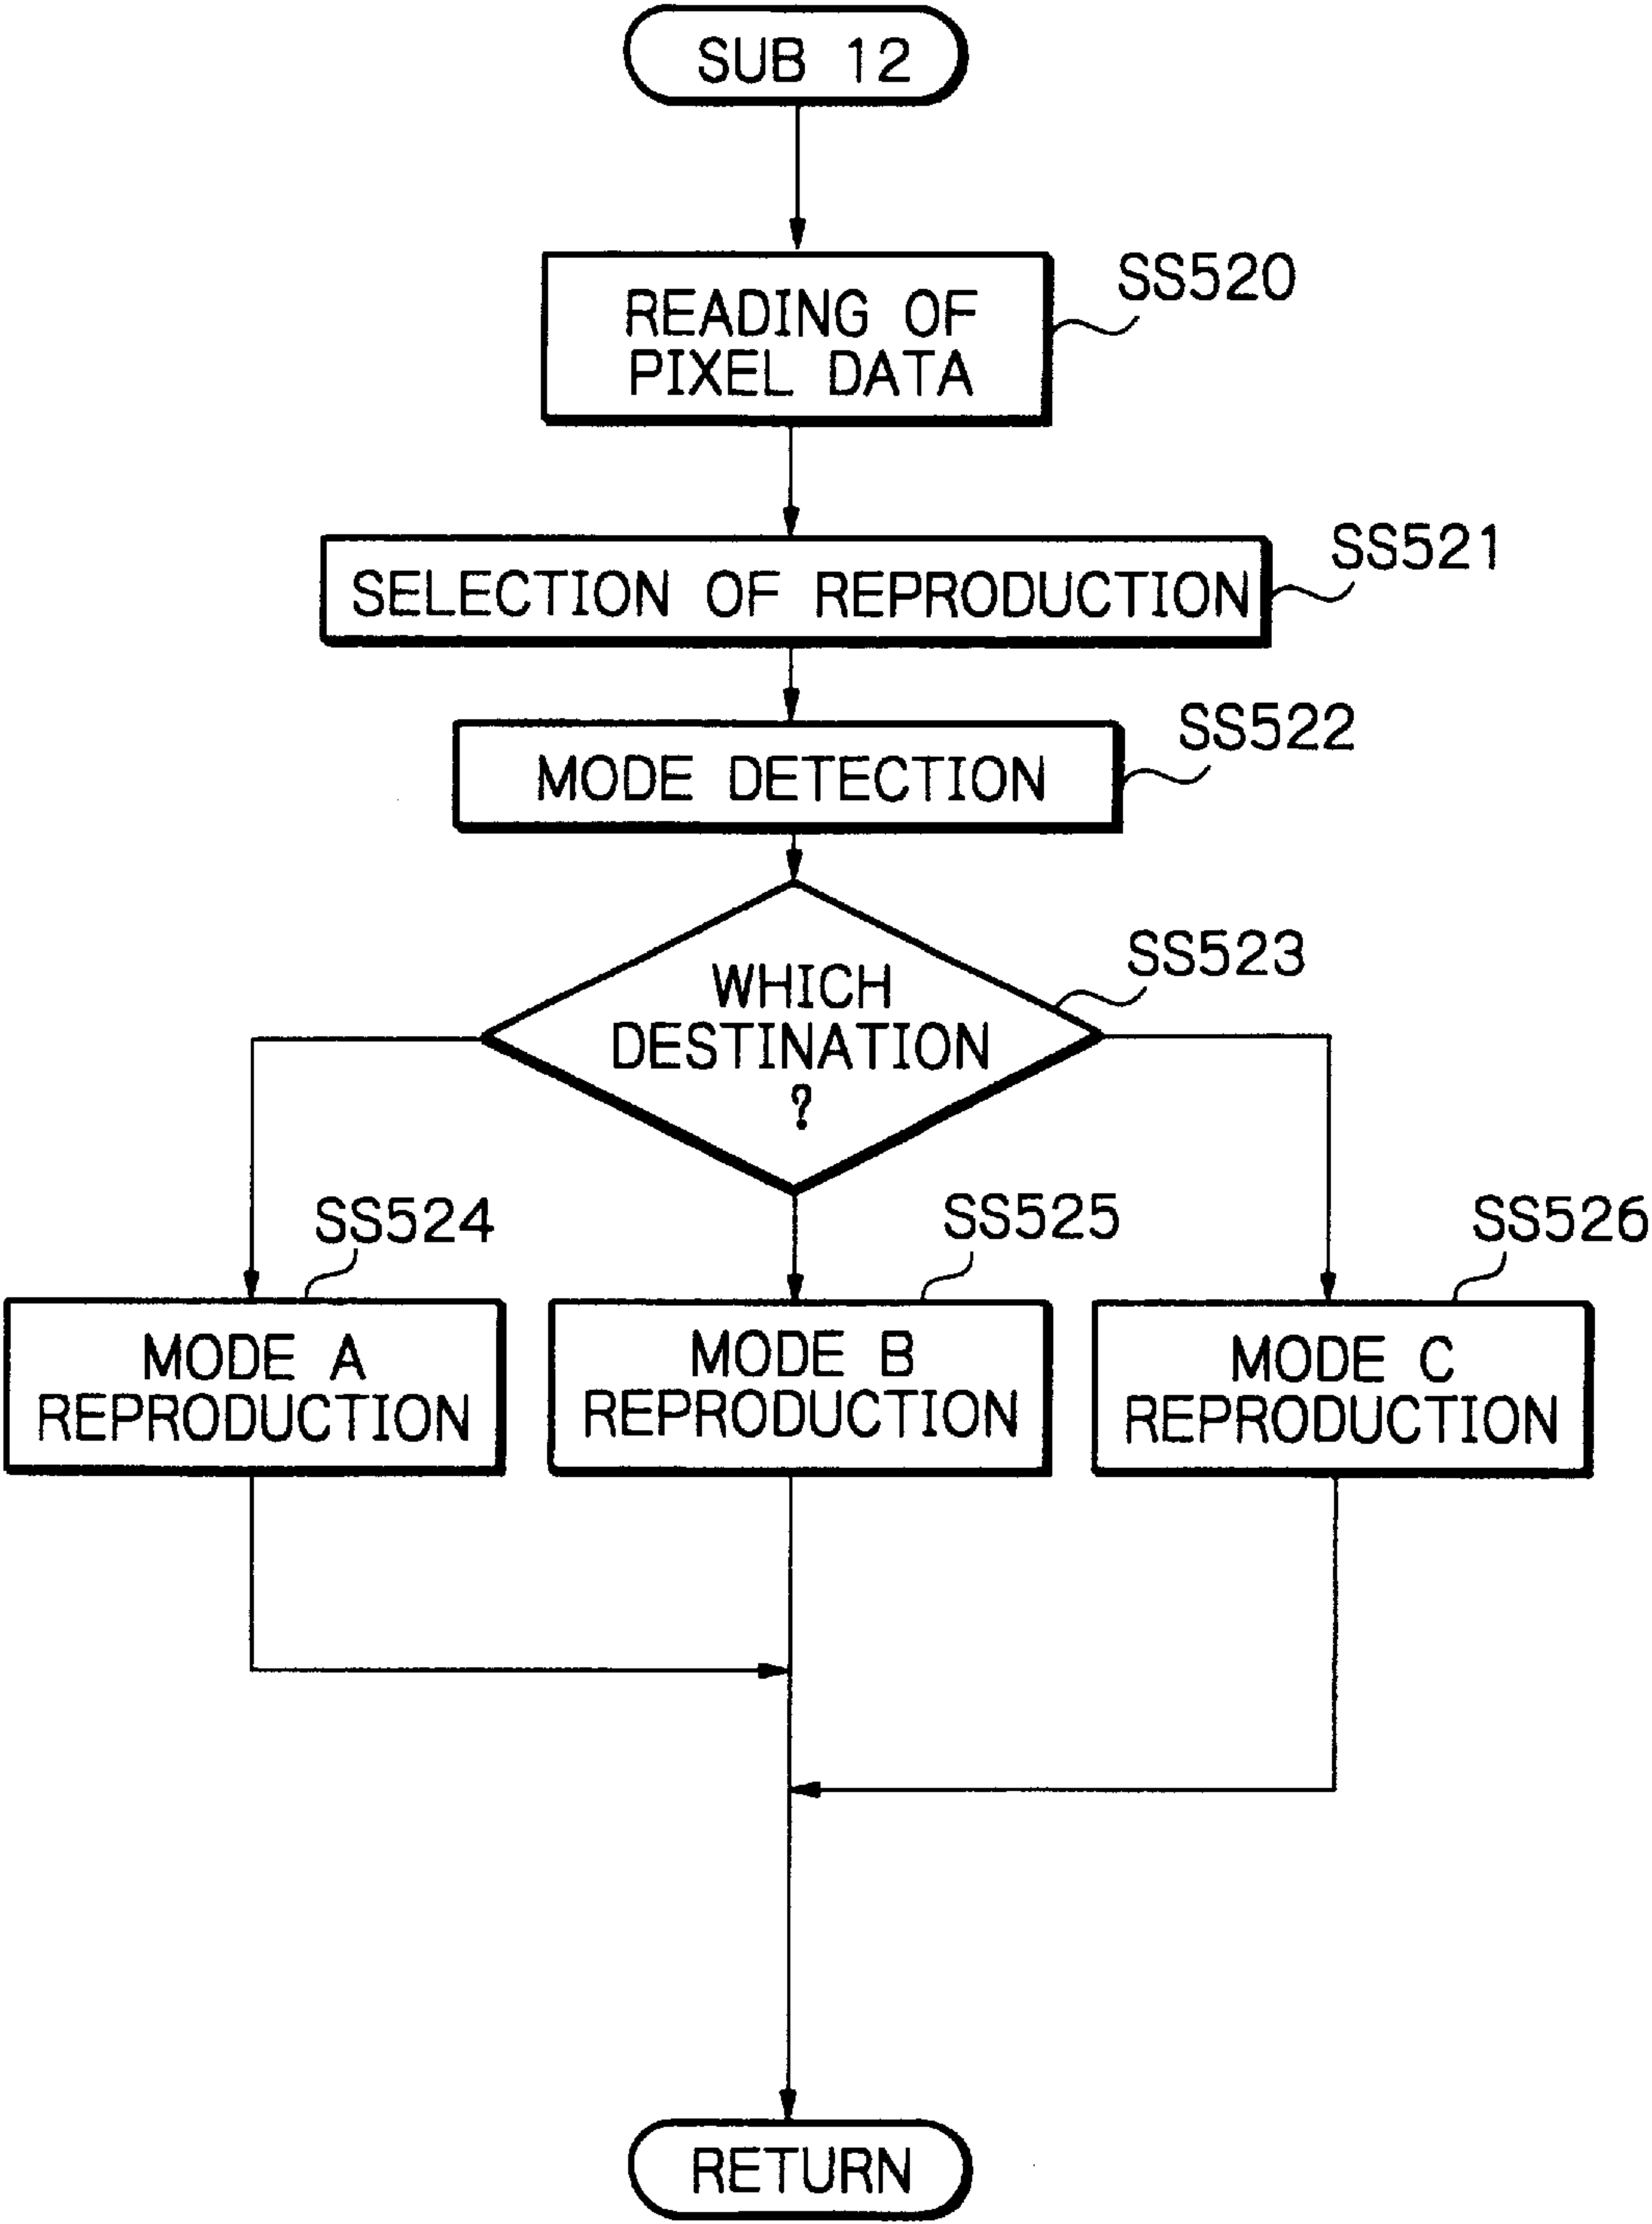 SUB 12
SS520
READING OF
PIXEL DATA
SS521
SELECTION OF REPRODUCTION
SS522
MODE DETECTION
SS523
WHICH
DESTINATION
?
SS524
MODE A
REPRODUCTION
SS525
MODE B
REPRODUCTION
SS526
MODE C
REPRODUCTION
RETURN